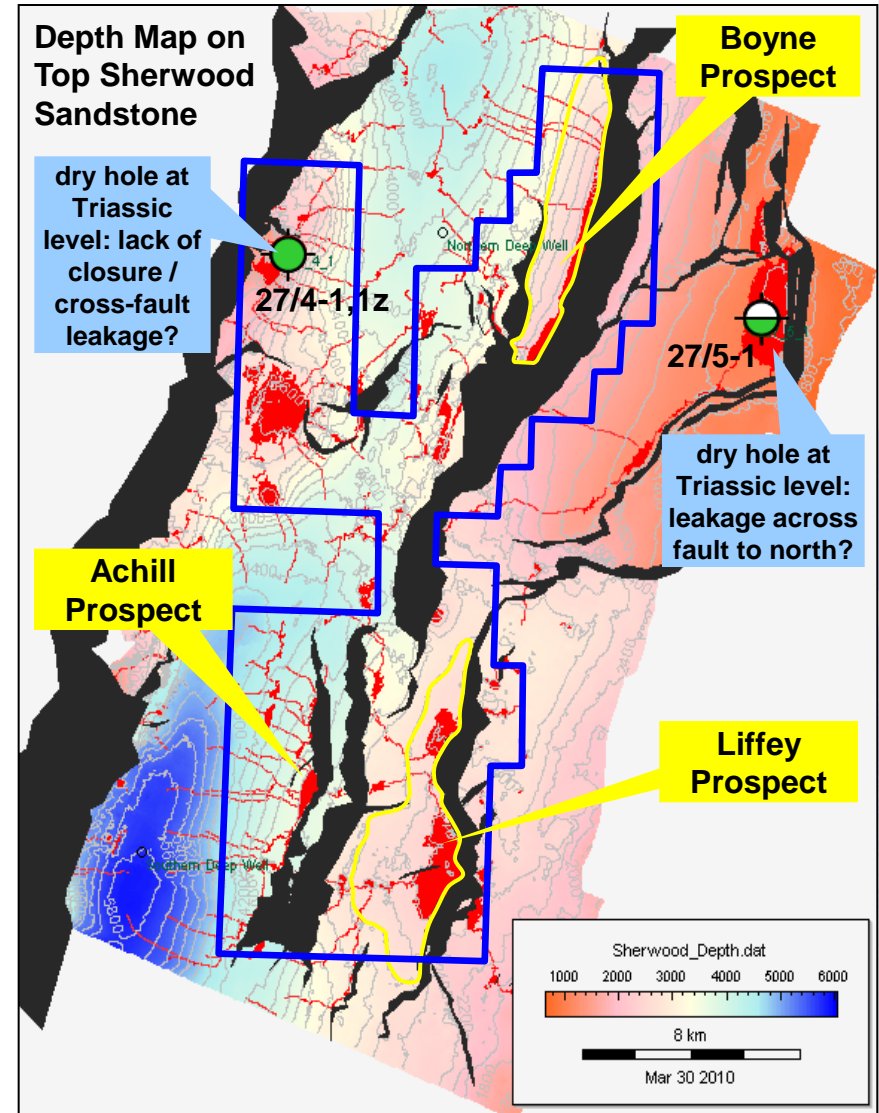 Depth Map on
Top Sherwood
Sandstone
Boyne
Prospect
dry hole at
Triassic
level: lack of
closure /
cross-fault
leakage?
27/4-1,1z
Northern Deep Well
27/5-1
dry hole at
Triassic level:
leakage across
fault to north?
Achill
Prospect
Liffey
Prospect
Deep Well
Sherwood_Depth.dat
1000 2000 3000 4000 5000 6000
8 km
Mar 30 2010